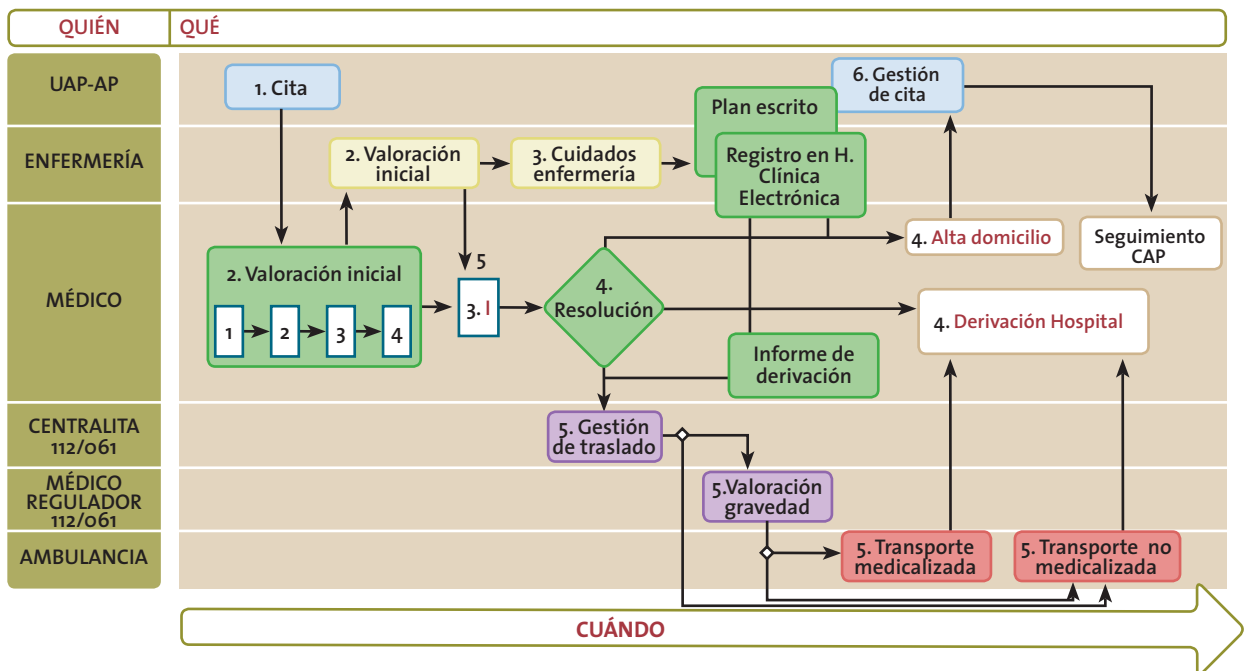 QUIÉN
QUÉ
UAP-AP
1. Cita
Plan escrito
6. Gestión
de cita
ENFERMERÍA
2. Valoración
inicial
3. Cuidados
enfermería
Registro en H.
Clínica
Electrónica
MÉDICO
2. Valoración inicial
1
2
3
4
5
3. I
4.
Resolución
4. Alta domicilio
Seguimiento
CAP
4. Derivación Hospital
Informe de
derivación
CENTRALITA
112/061
5. Gestión
de traslado
MÉDICO
REGULADOR
112/061
5.Valoración
gravedad
AMBULANCIA
5. Transporte
medicalizada
5. Transporte no
medicalizada
CUÁNDO